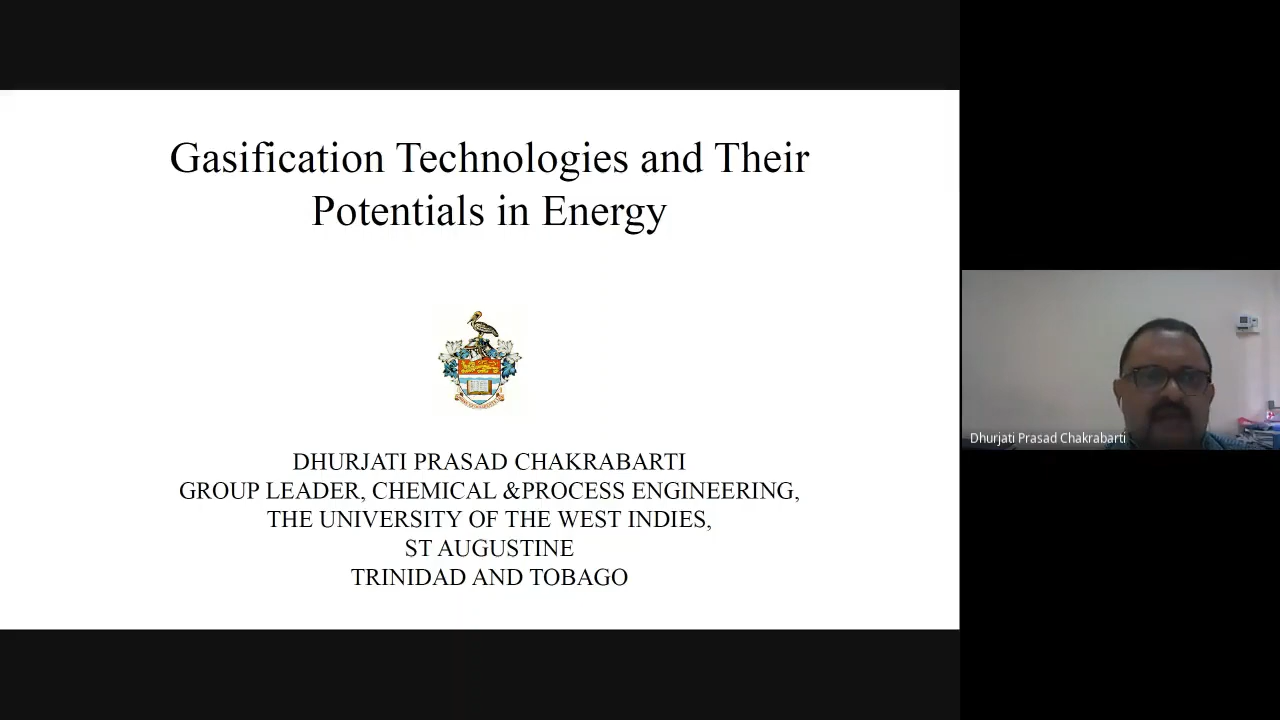 Gasification Technologies and Their
Potentials in Energy
DHURJATI PRASAD CHAKRABARTI
GROUP LEADER, CHEMICAL &PROCESS ENGINEERING,
THE UNIVERSITY OF THE WEST INDIES,
ST AUGUSTINE
TRINIDAD AND TOBAGO
Dhurjati Prasad Chakrabarti